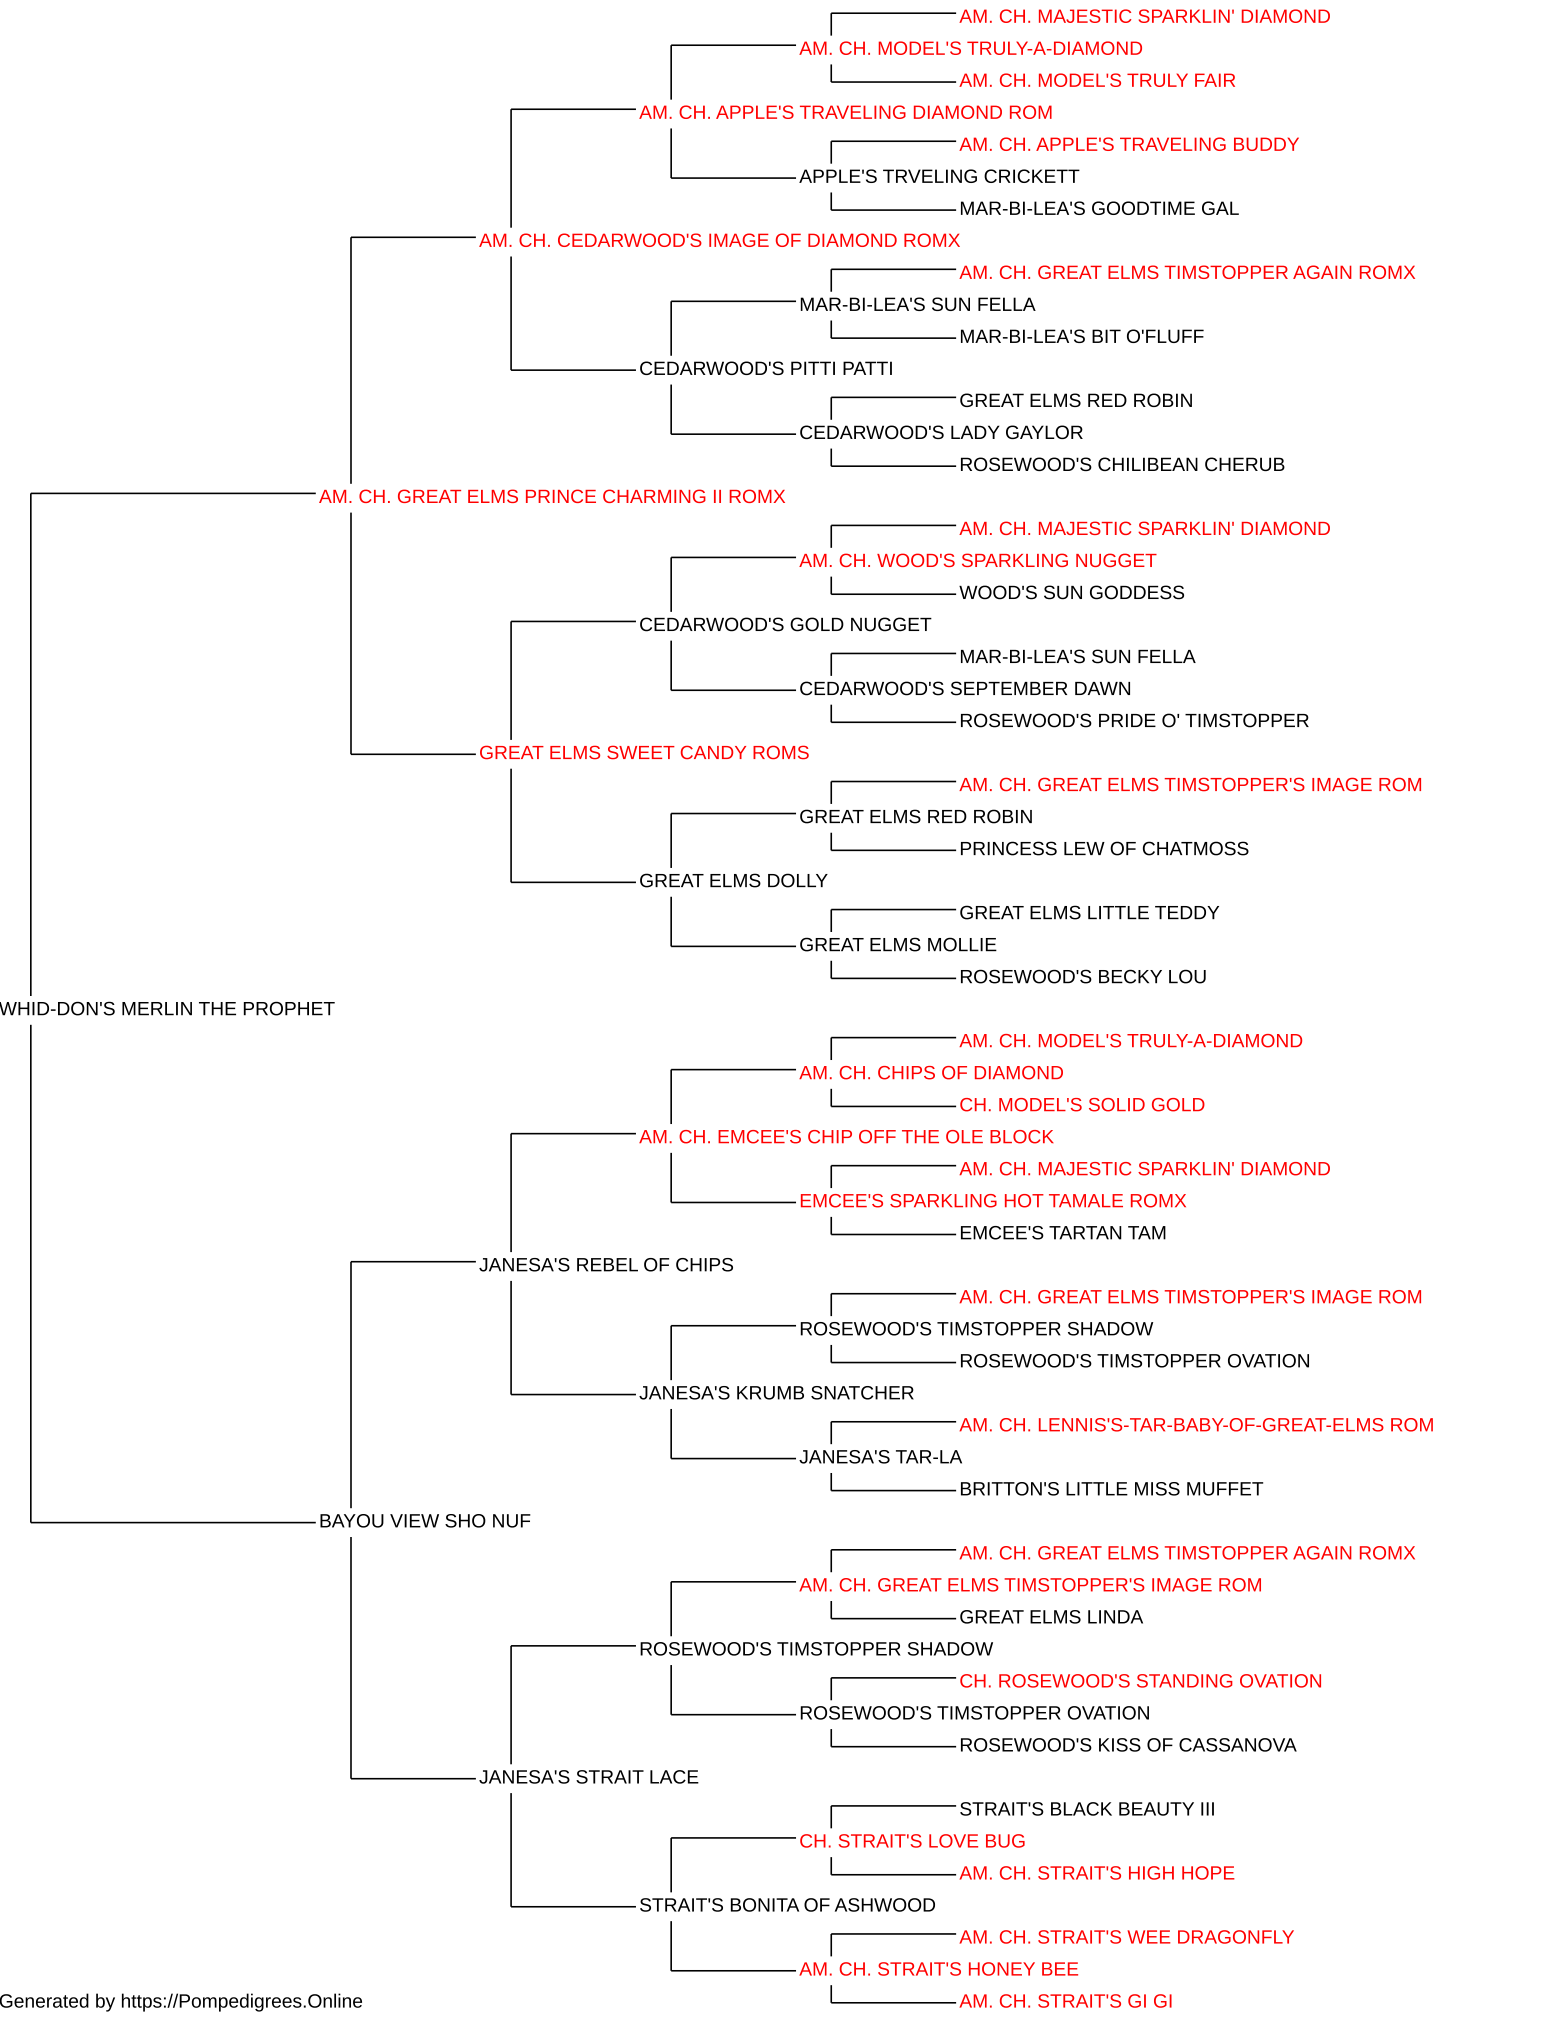 AM. CH. MAJESTIC SPARKLIN' DIAMOND
AM. CH. MODEL'S TRULY-A-DIAMOND
AM. CH. MODEL'S TRULY FAIR
AM. CH. APPLE'S TRAVELING DIAMOND ROM
AM. CH. APPLE'S TRAVELING BUDDY
APPLE'S TRVELING CRICKETT
MAR-BI-LEA'S GOODTIME GAL
AM. CH. CEDARWOOD'S IMAGE OF DIAMOND ROMX
AM. CH. GREAT ELMS TIMSTOPPER AGAIN ROMX
MAR-BI-LEA'S SUN FELLA
MAR-BI-LEA'S BIT O'FLUFF
CEDARWOOD'S PITTI PATTI
GREAT ELMS RED ROBIN
CEDARWOOD'S LADY GAYLOR
ROSEWOOD'S CHILIBEAN CHERUB
AM. CH. GREAT ELMS PRINCE CHARMING II ROMX
AM. CH. MAJESTIC SPARKLIN' DIAMOND
AM. CH. WOOD'S SPARKLING NUGGET
WOOD'S SUN GODDESS
CEDARWOOD'S GOLD NUGGET
MAR-BI-LEA'S SUN FELLA
CEDARWOOD'S SEPTEMBER DAWN
ROSEWOOD'S PRIDE O' TIMSTOPPER
GREAT ELMS SWEET CANDY ROMS
AM. CH. GREAT ELMS TIMSTOPPER'S IMAGE ROM
GREAT ELMS RED ROBIN
PRINCESS LEW OF CHATMOSS
GREAT ELMS DOLLY
GREAT ELMS LITTLE TEDDY
GREAT ELMS MOLLIE
ROSEWOOD'S BECKY LOU
WHID-DON'S MERLIN THE PROPHET
AM. CH. MODEL'S TRULY-A-DIAMOND
AM. CH. CHIPS OF DIAMOND
CH. MODEL'S SOLID GOLD
AM. CH. EMCEE'S CHIP OFF THE OLE BLOCK
AM. CH. MAJESTIC SPARKLIN' DIAMOND
EMCEE'S SPARKLING HOT TAMALE ROMX
EMCEE'S TARTAN TAM
JANESA'S REBEL OF CHIPS
AM. CH. GREAT ELMS TIMSTOPPER'S IMAGE ROM
ROSEWOOD'S TIMSTOPPER SHADOW
ROSEWOOD'S TIMSTOPPER OVATION
JANESA'S KRUMB SNATCHER
AM. CH. LENNIS'S-TAR-BABY-OF-GREAT-ELMS ROM
JANESA'S TAR-LA
BRITTON'S LITTLE MISS MUFFET
BAYOU VIEW SHO NUF
AM. CH. GREAT ELMS TIMSTOPPER AGAIN ROMX
AM. CH. GREAT ELMS TIMSTOPPER'S IMAGE ROM
GREAT ELMS LINDA
ROSEWOOD'S TIMSTOPPER SHADOW
CH. ROSEWOOD'S STANDING OVATION
ROSEWOOD'S TIMSTOPPER OVATION
ROSEWOOD'S KISS OF CASSANOVA
JANESA'S STRAIT LACE
STRAIT'S BLACK BEAUTY III
CH. STRAIT'S LOVE BUG
AM. CH. STRAIT'S HIGH HOPE
STRAIT'S BONITA OF ASHWOOD
AM. CH. STRAIT'S WEE DRAGONFLY
AM. CH. STRAIT'S HONEY BEE
AM. CH. STRAIT'S GI GI
Generated by https://Pompedigrees.Online